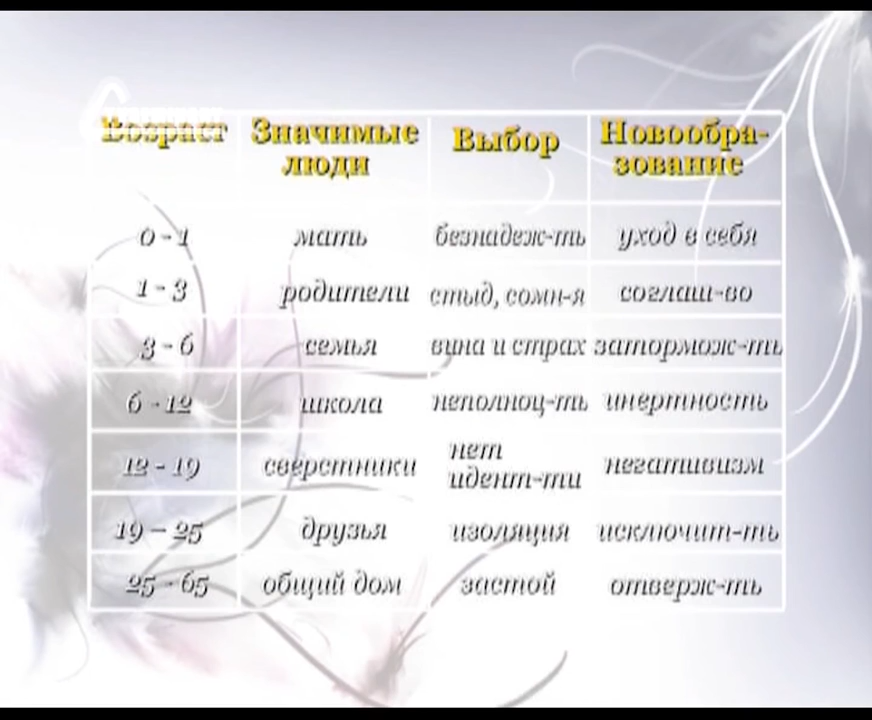 Возраст Значимые люди Выбор Новообра-зование
0 - 1 мать безнадеж-ть уход в себя
1 - 3 родители стыд, сомн-я соглаш-во
3 - 6 семья вина и страх затормож-ть
6 - 12 школа неполноц-ть инертность
12 - 19 сверстники нет идент-ти негативизм
19 – 25 друзья изоляция исключит-ть
25 - 65 общий дом застой отверж-ть